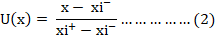 U(x) = x − xi⁻ / xi⁺ − xi⁻ … … … … … (2)